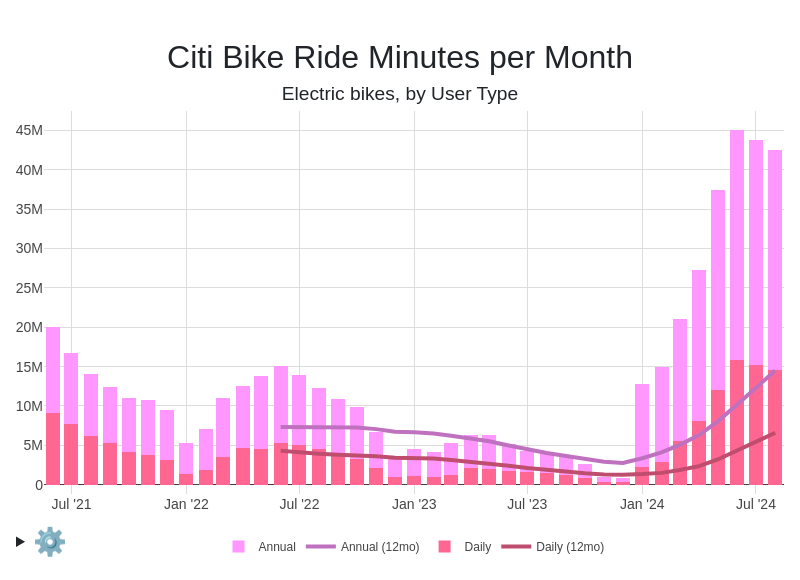 Citi Bike Ride Minutes per Month
Electric bikes, by User Type
45M
40M
35M
30M
25M
20M
15M
10M
5M
0
Jul '21 Jan '22 Jul '22 Jan '23 Jul '23 Jan '24 Jul '24
Annual Annual (12mo) Daily Daily (12mo)